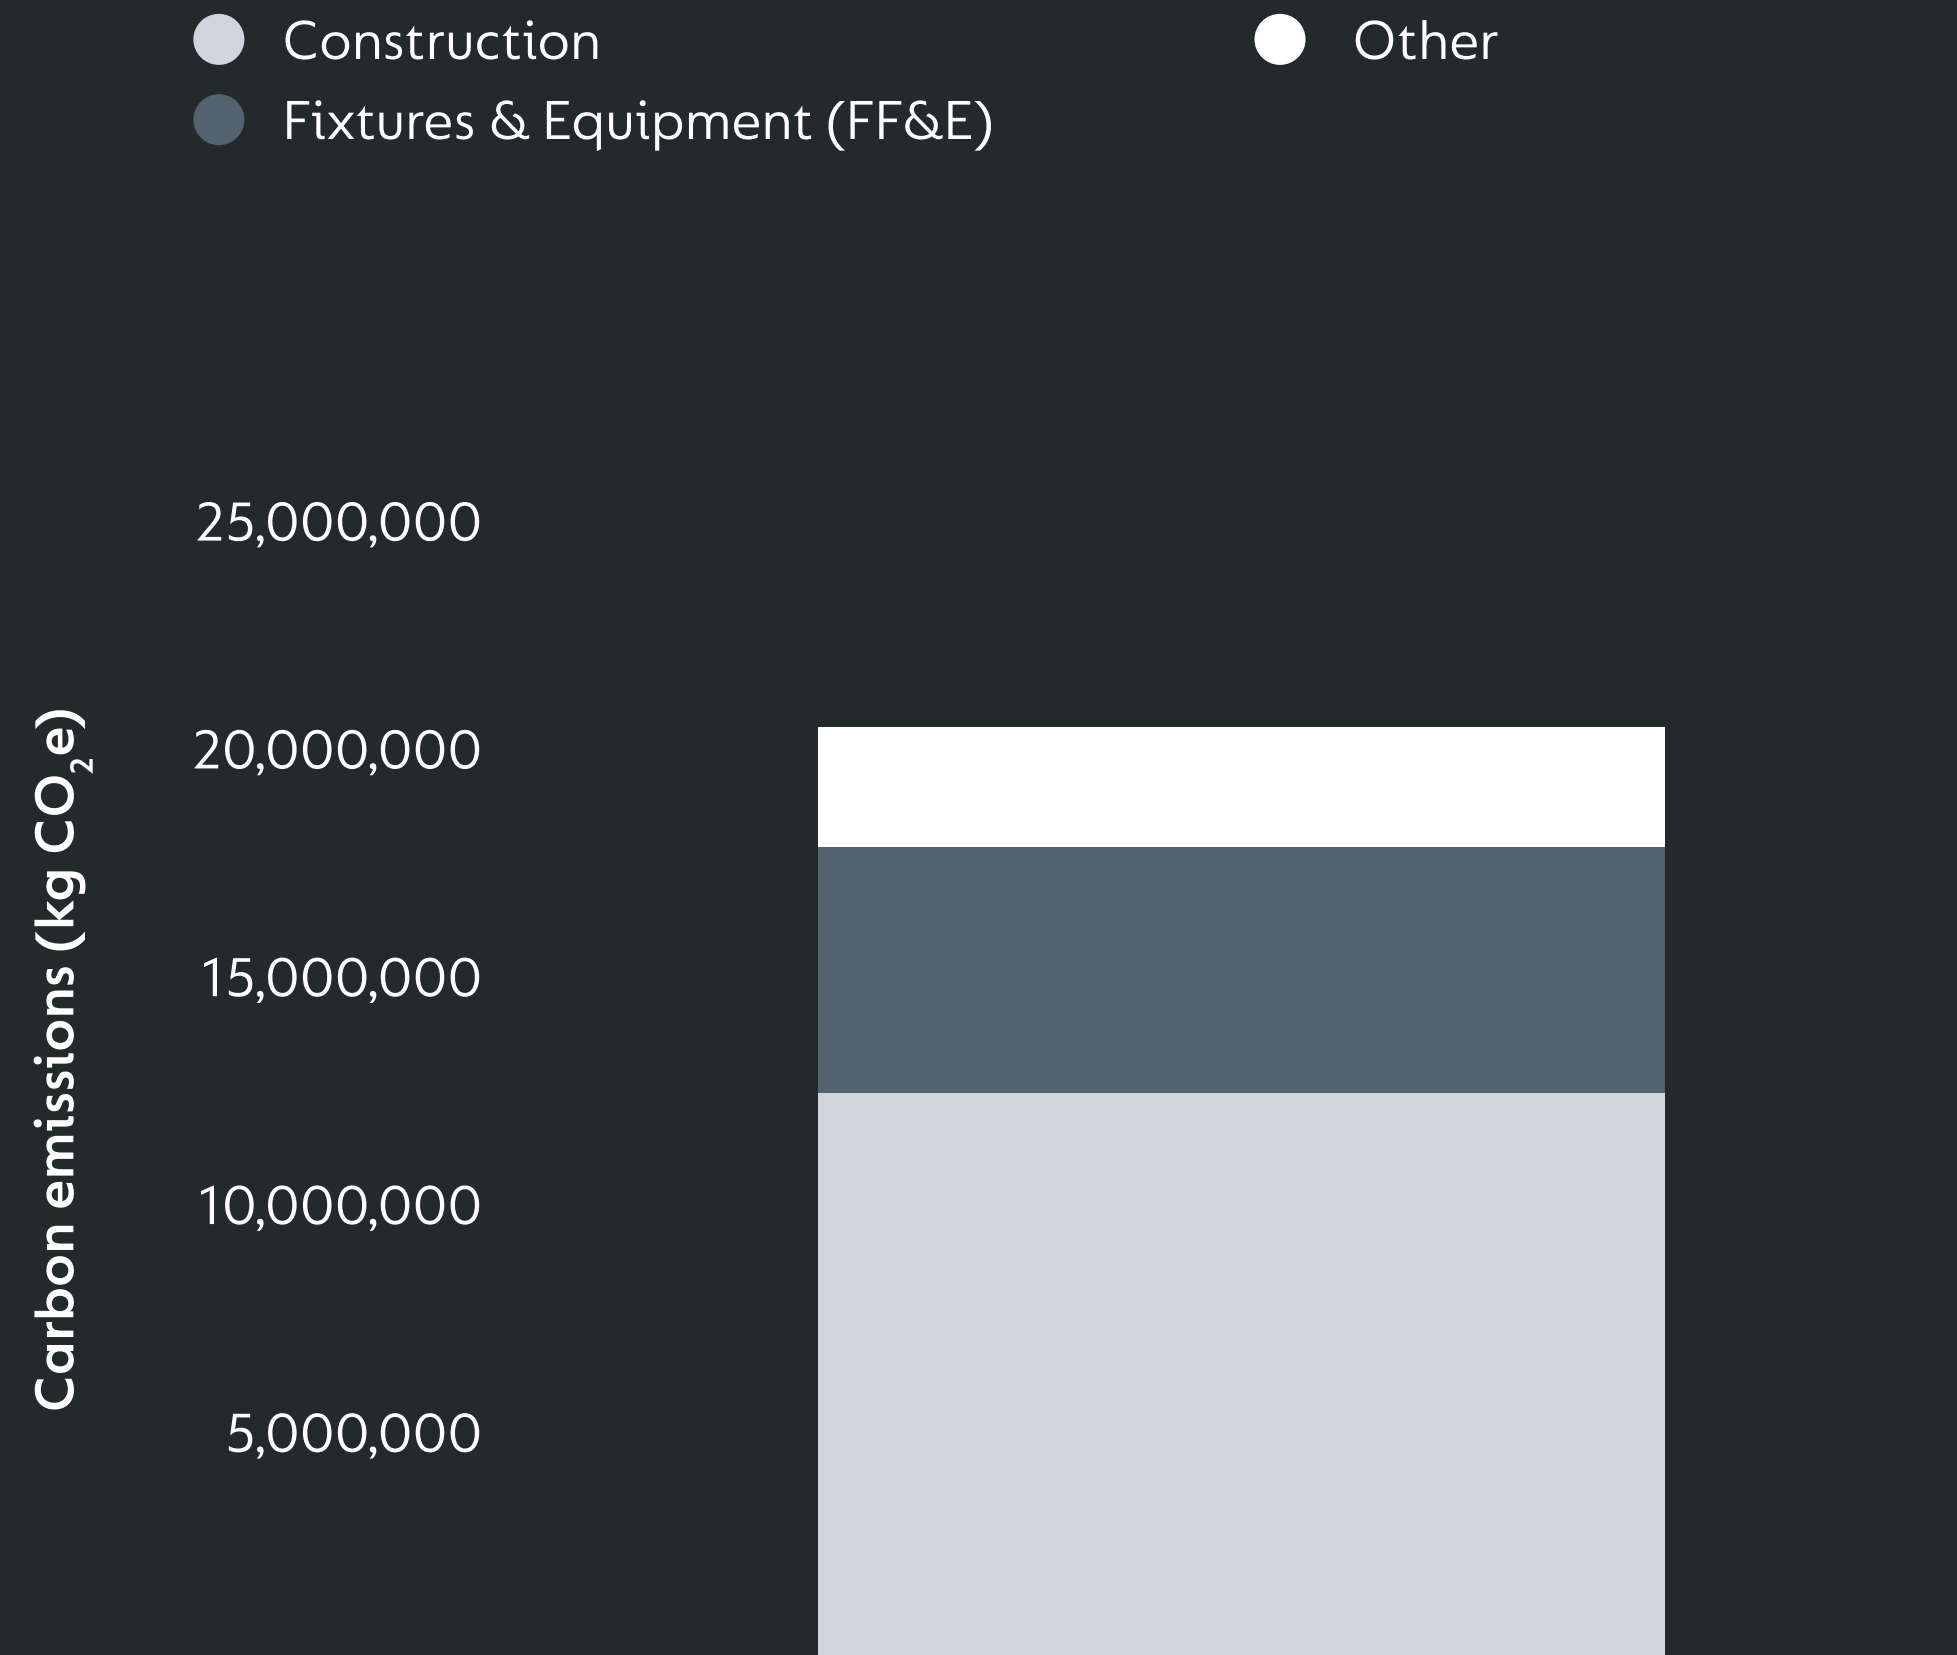 Construction
Other
Fixtures & Equipment (FF&E)
25,000,000
20,000,000
15,000,000
10,000,000
5,000,000
Carbon emissions (kg CO₂e)